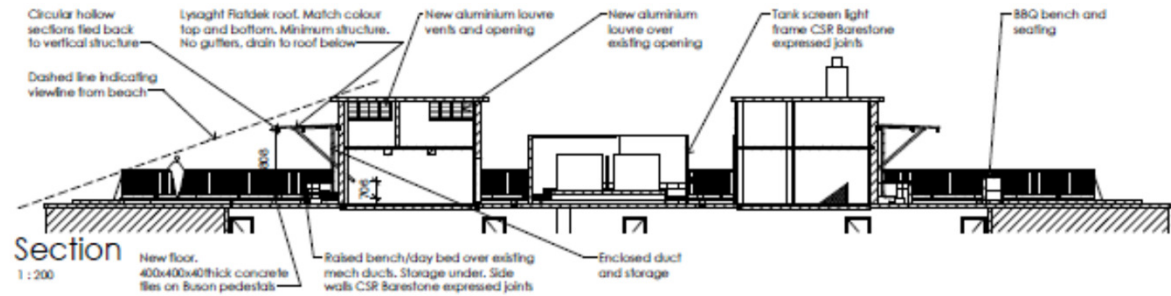 Circular hollow
sections tied back
to vertical structure
Lysaght Flatdek roof. Match colour
top and bottom. Minimum structure.
No gutters, drain to roof below
New aluminium louvre
vents and opening
New aluminium
louvre over
existing opening
Tank screen light
frame CSR Barestone
expressed joints
BBQ bench and
seating
Dashed line indicating
viewline from beach
Section
1 : 200
New floor.
400x400x40thick concrete
tiles on Buson pedestals
Raised bench/day bed over existing
mech ducts. Storage under. Side
walls CSR Barestone expressed joints
Enclosed duct
and storage